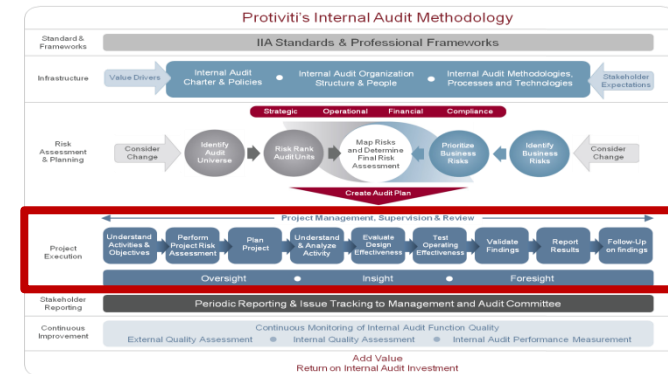 Protiviti's Internal Audit Methodology
Standard &
Frameworks
IIA Standards & Professional Frameworks
Infrastructure
Value Drivers
Internal Audit
Charter & Policies
Internal Audit Organization
Structure & People
Internal Audit Methodologies,
Processes and Technologies
Stakeholder
Expectations
Strategic Operational Financial Compliance
Risk
Assessment
& Planning
Consider
Change
Identify
Audit
Universe
Risk Rank
Audit Units
Map Risks
and Determine
Final Risk
Assessment
Prioritize
Business
Risks
Identify
Business
Risks
Consider
Change
Create Audit Plan
Project Management, Supervision & Review
Project
Execution
Understand
Activities &
Objectives
Perform
Project Risk
Assessment
Plan
Project
Understand
& Analyze
Activity
Evaluate
Design
Effectiveness
Test
Operating
Effectiveness
Validate
Findings
Report
Results
Follow-Up
on findings
Oversight • Insight • Foresight
Stakeholder
Reporting
Periodic Reporting & Issue Tracking to Management and Audit Committee
Continuous
Improvement
Continuous Monitoring of Internal Audit Function Quality
External Quality Assessment • Internal Quality Assessment • Internal Audit Performance Measurement
Add Value
Return on Internal Audit Investment